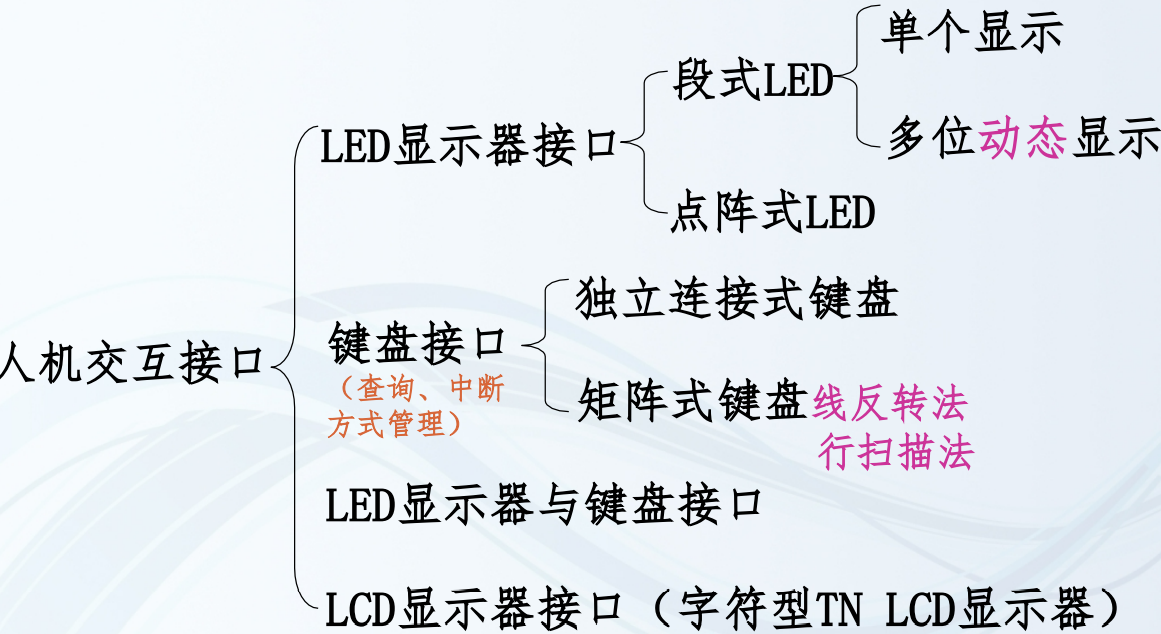 单个显示
段式LED
多位动态显示
LED显示器接口
点阵式LED
独立连接式键盘
人机交互接口
键盘接口
（查询、中断
方式管理）
矩阵式键盘线反转法
行扫描法
LED显示器与键盘接口
LCD显示器接口（字符型TN LCD显示器）